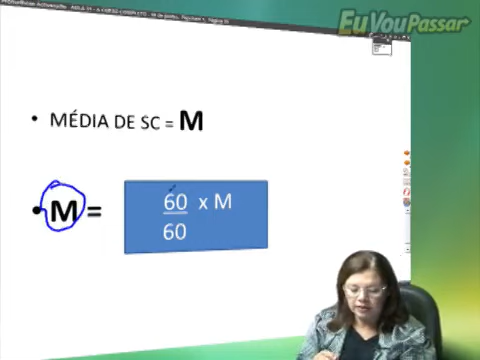 EuVouPassar
• MÉDIA DE SC = M
• M =
60 x M
60